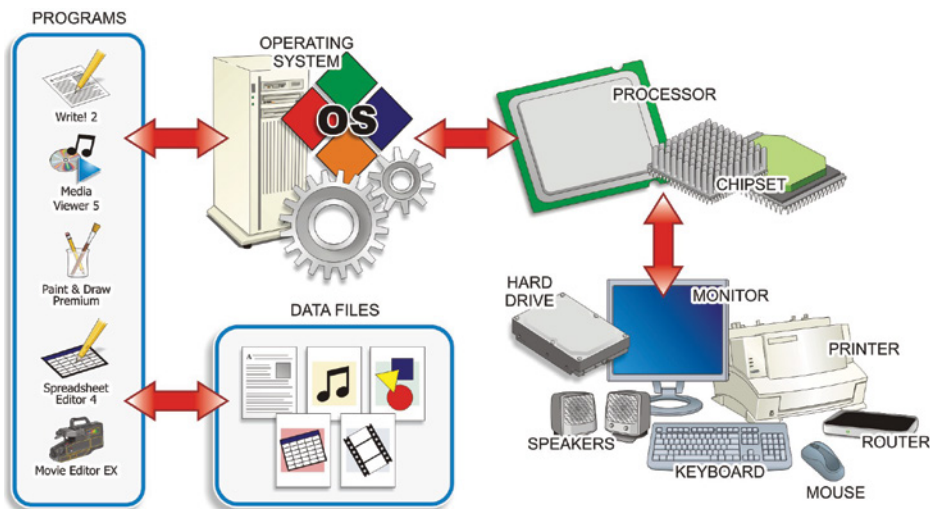 PROGRAMS
Write! 2
Media
Viewer 5
Paint & Draw
Premium
Spreadsheet
Editor 4
Movie Editor EX
OPERATING
SYSTEM
OS
PROCESSOR
CHIPSET
DATA FILES
A
HARD
DRIVE
MONITOR
PRINTER
SPEAKERS
KEYBOARD
ROUTER
MOUSE